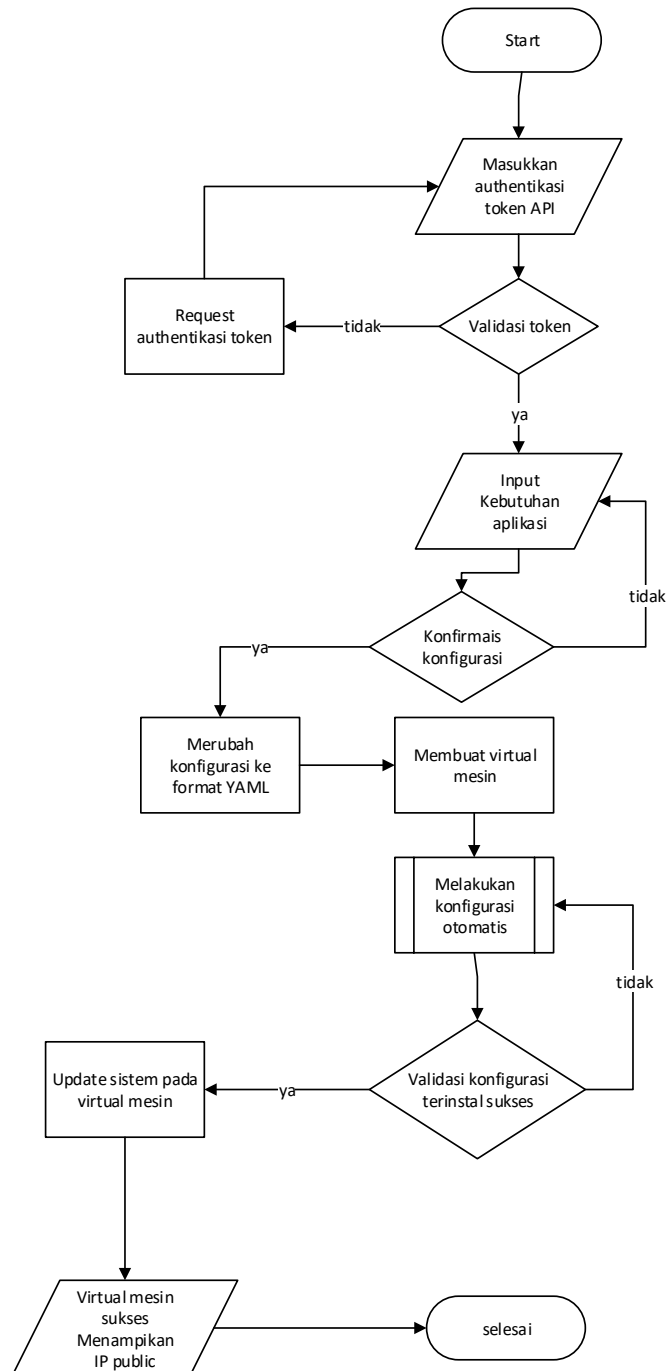 Start
Masukkan
authentikasi
token API
Request
authentikasi token
tidak
Validasi token
ya
Input
Kebutuhan
aplikasi
tidak
Konfirmais
konfigurasi
ya
Merubah
konfigurasi ke
format YAML
Membuat virtual
mesin
Melakukan
konfigurasi
otomatis
tidak
Update sistem pada
virtual mesin
ya
Validasi konfigurasi
terinstal sukses
Virtual mesin
sukses
Menampikan
IP public
selesai